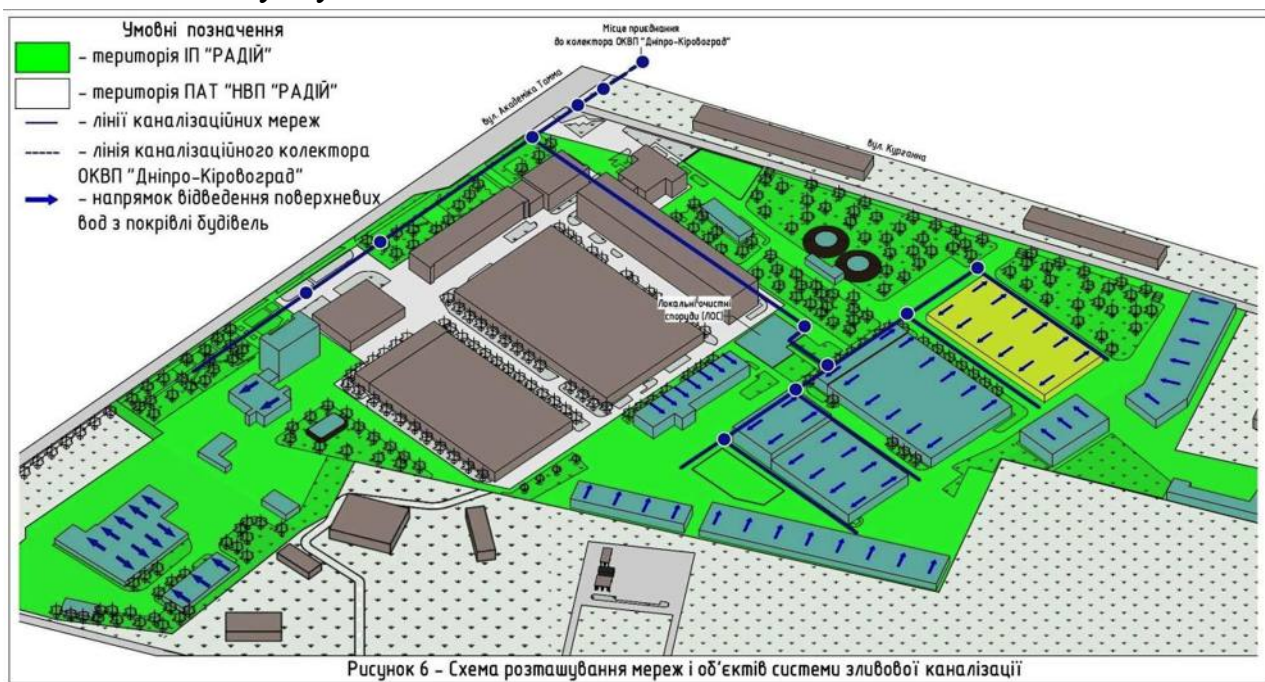 Умовні позначення
– територія ІП "РАДІЙ"
– територія ПАТ "НВП "РАДІЙ"
– лінії каналізаційних мереж
– лінія каналізаційного колектора
ОКВП "Дніпро-Кіровоград"
– напрямок відведення поверхневих
вод з покрівлі будівель
Місце приєднання
до колектора ОКВП "Дніпро-Кіровоград"
вул. Академіка Тамма
вул. Курганна
Локальні очистні
споруди (ЛОС)
Рисунок 6 – Схема розташування мереж і об'єктів системи зливової каналізації